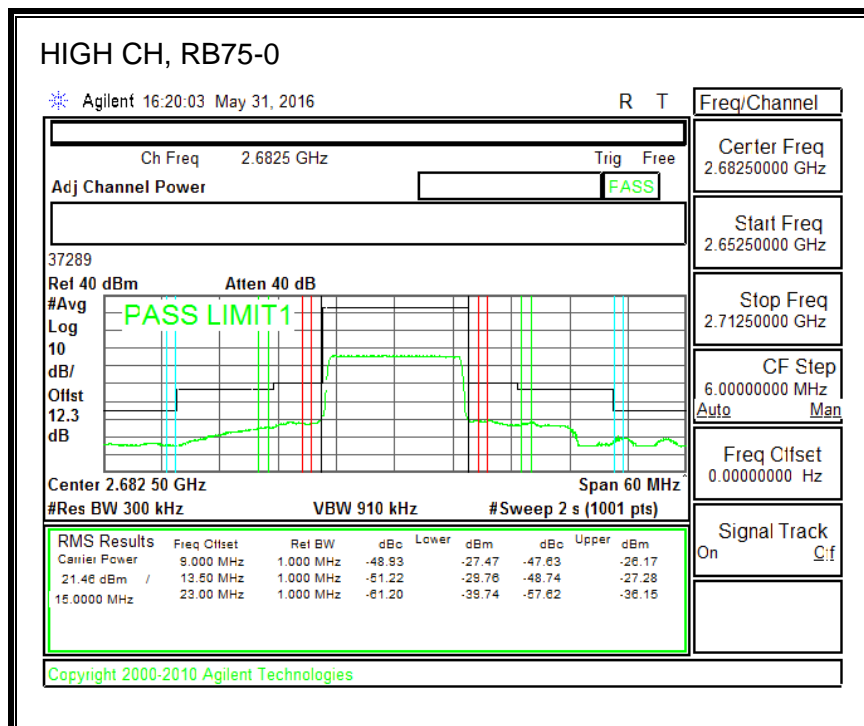 HIGH CH, RB75-0
Agilent 16:20:03 May 31, 2016 R T
Freq/Channel
Ch Freq 2.6825 GHz Trig Free
Adj Channel Power PASS
Center Freq
2.68250000 GHz
Start Freq
2.65250000 GHz
Stop Freq
2.71250000 GHz
CF Step
6.00000000 MHz
Auto Man
Freq Offset
0.00000000 Hz
Signal Track
On Off
37289
Ref 40 dBm Atten 40 dB
#Avg
Log
10
dB/
Offst
12.3
dB
PASS LIMIT1
Center 2.682 50 GHz Span 60 MHz
#Res BW 300 kHz VBW 910 kHz #Sweep 2 s (1001 pts)
RMS Results Freq Offset Ref BW dBc Lower dBm dBc Upper dBm
Carrier Power 9.000 MHz 1.000 MHz -48.93 -27.47 -47.63 -26.17
21.46 dBm / 13.50 MHz 1.000 MHz -51.22 -29.76 -48.74 -27.28
15.0000 MHz 23.00 MHz 1.000 MHz -61.20 -39.74 -57.62 -36.15
Copyright 2000-2010 Agilent Technologies